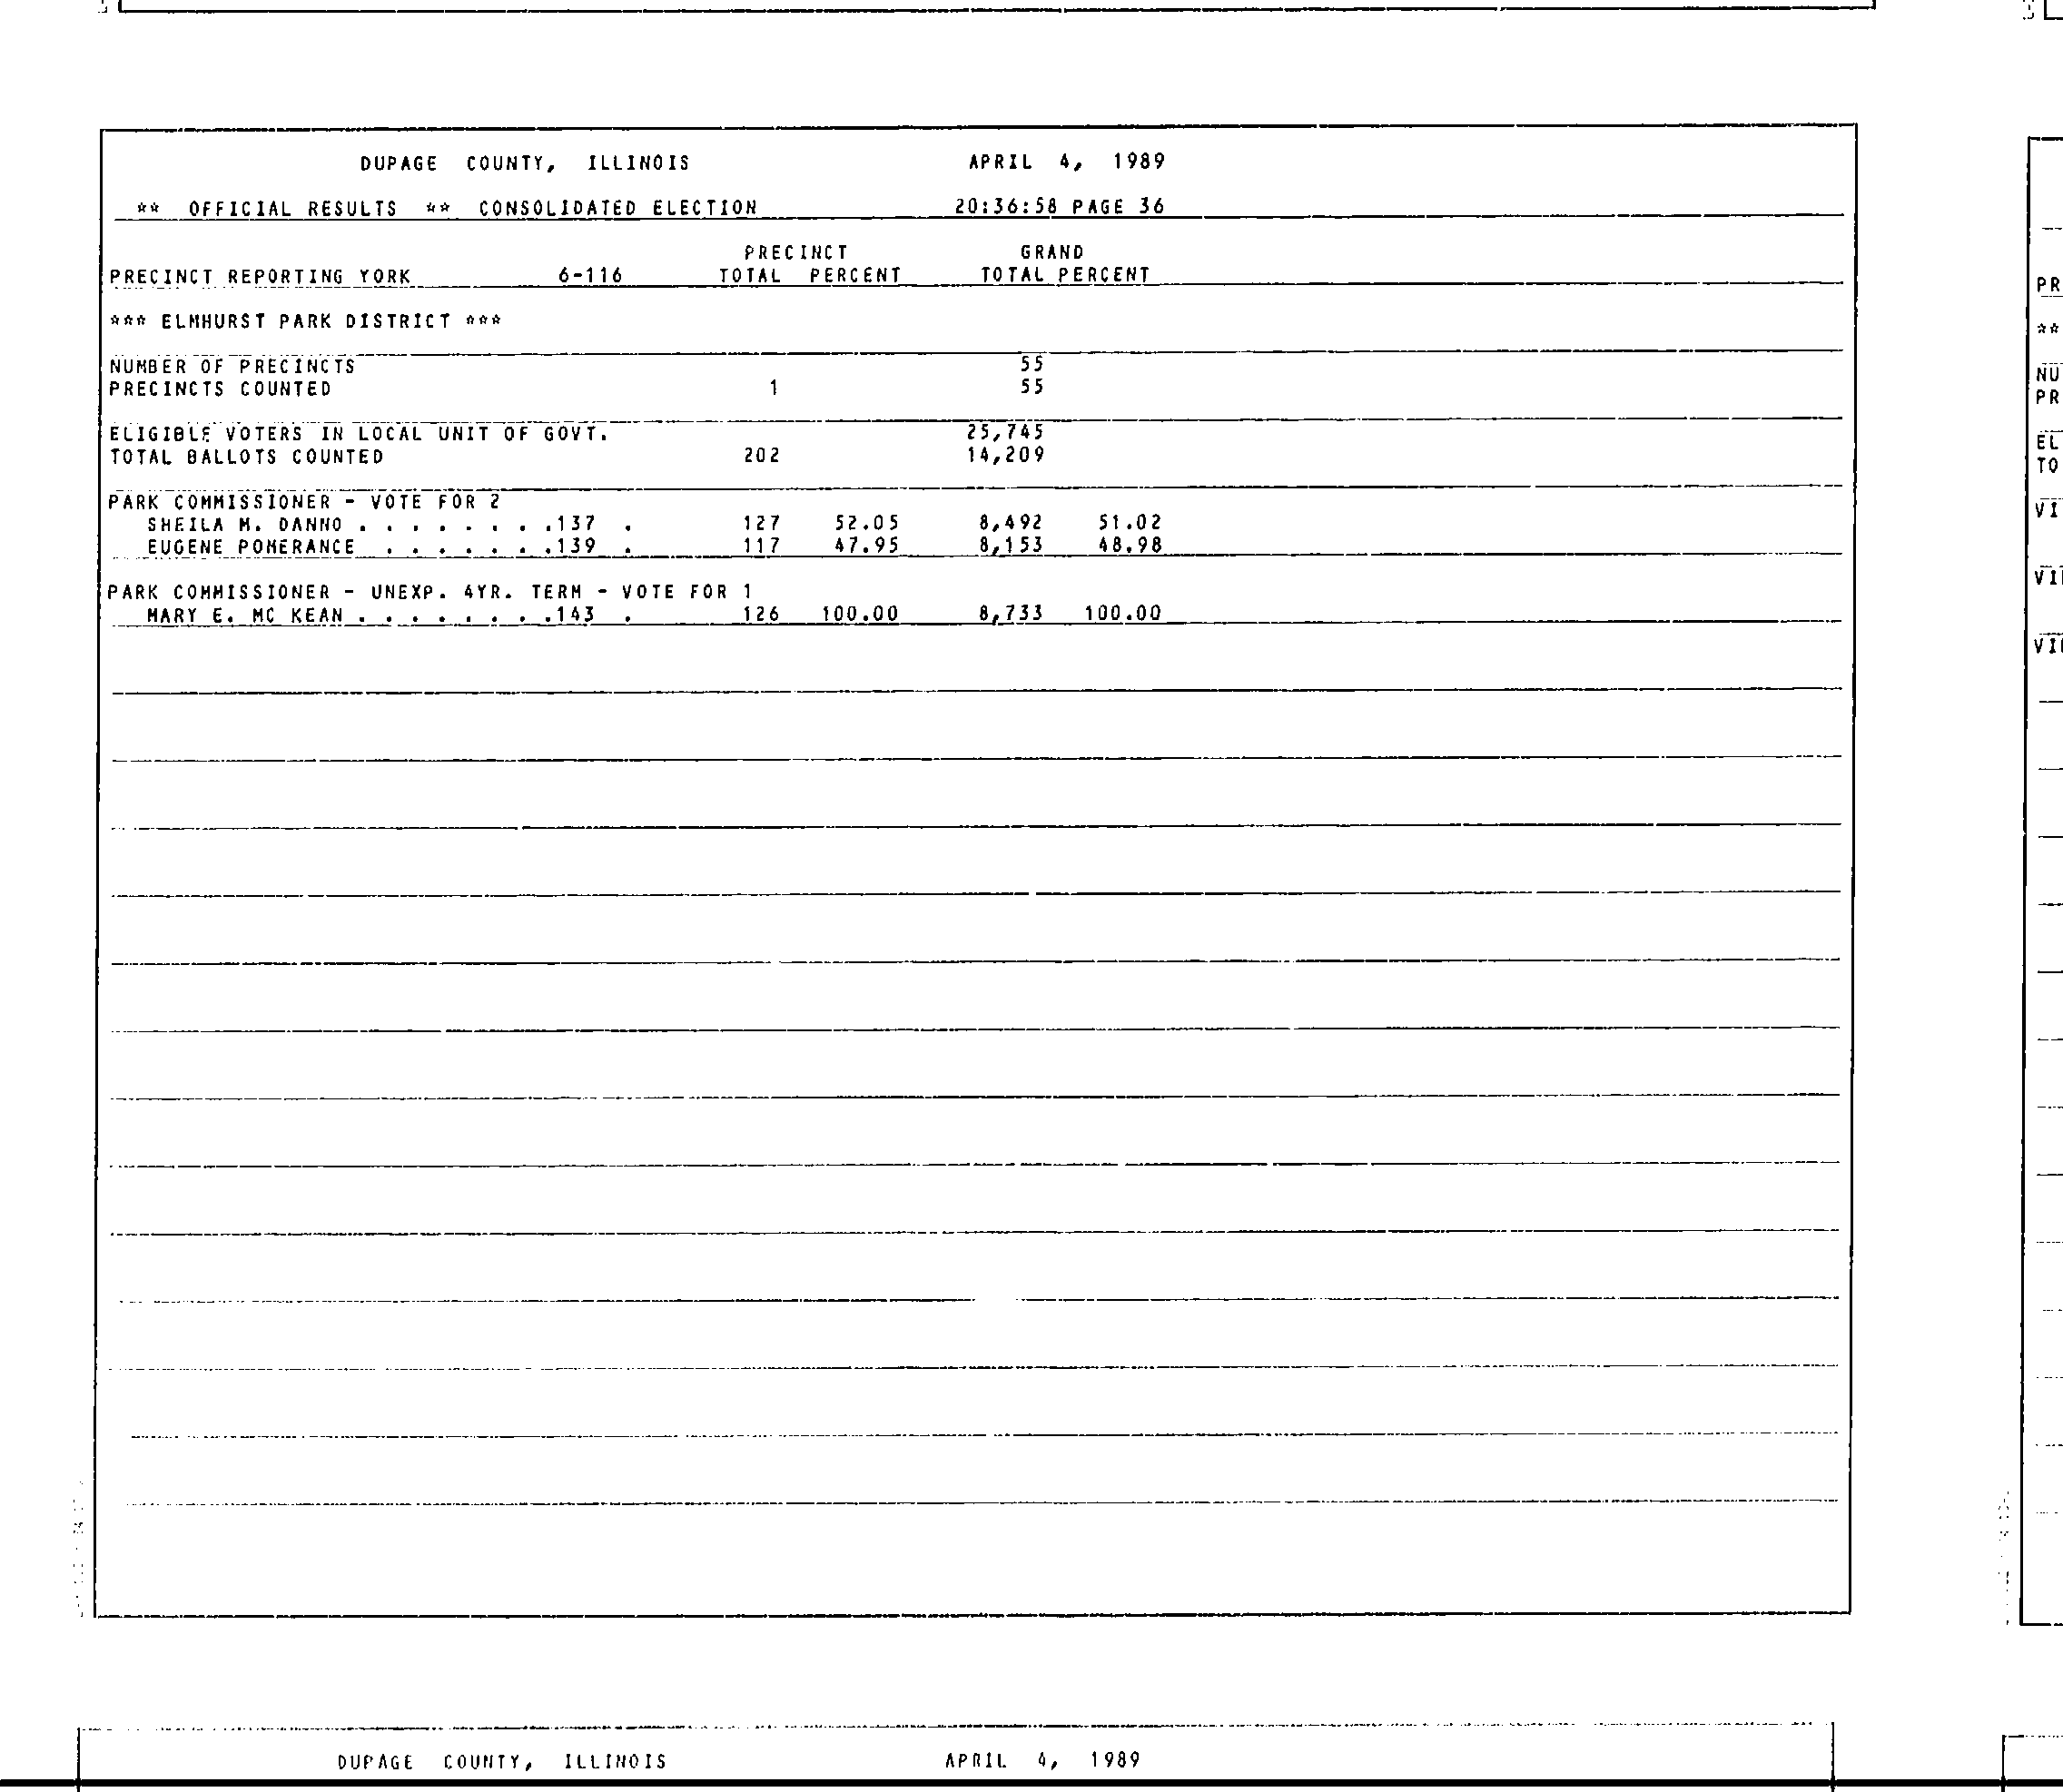 DUPAGE COUNTY, ILLINOIS APRIL 4, 1989
** OFFICIAL RESULTS ** CONSOLIDATED ELECTION 20:36:58 PAGE 36
PRECINCT GRAND
PRECINCT REPORTING YORK 6-116 TOTAL PERCENT TOTAL PERCENT
*** ELMHURST PARK DISTRICT ***
NUMBER OF PRECINCTS 55
PRECINCTS COUNTED 1 55
ELIGIBLE VOTERS IN LOCAL UNIT OF GOVT. 25,745
TOTAL BALLOTS COUNTED 202 14,209
PARK COMMISSIONER - VOTE FOR 2
SHEILA M. DANNO . . . . . . . .137 . 127 52.05 8,492 51.02
EUGENE POMERANCE . . . . . . .139 . 117 47.95 8,153 48.98
PARK COMMISSIONER - UNEXP. 4YR. TERM - VOTE FOR 1
MARY E. MC KEAN . . . . . . . .143 . 126 100.00 8,733 100.00
PR
**
NU
PR
EL
TO
VI
VI
VI
DUPAGE COUNTY, ILLINOIS APRIL 4, 1989